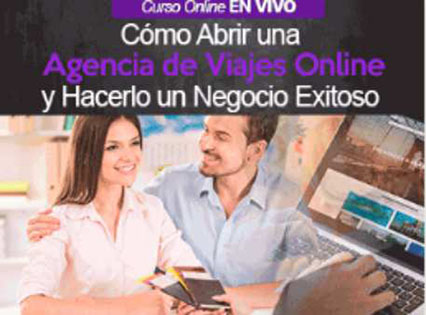 Curso Online EN VIVO
Cómo Abrir una
Agencia de Viajes Online
y Hacerlo un Negocio Exitoso